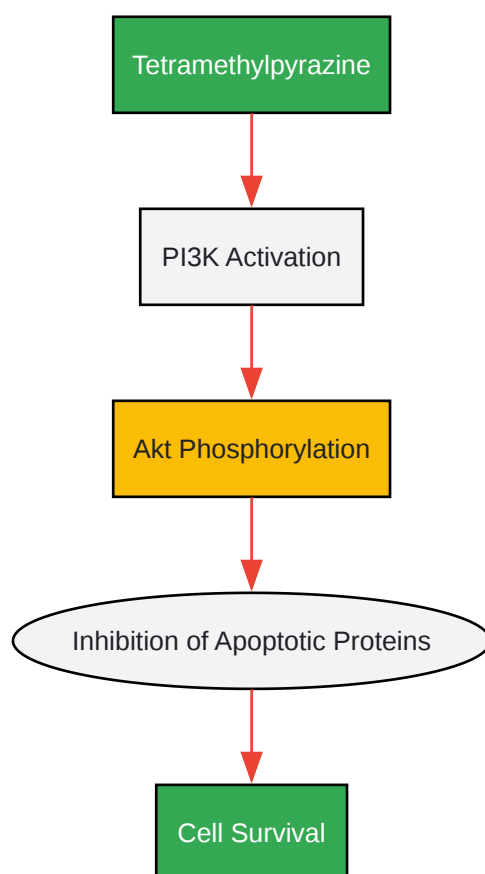 Tetramethylpyrazine
PI3K Activation
Akt Phosphorylation
Inhibition of Apoptotic Proteins
Cell Survival